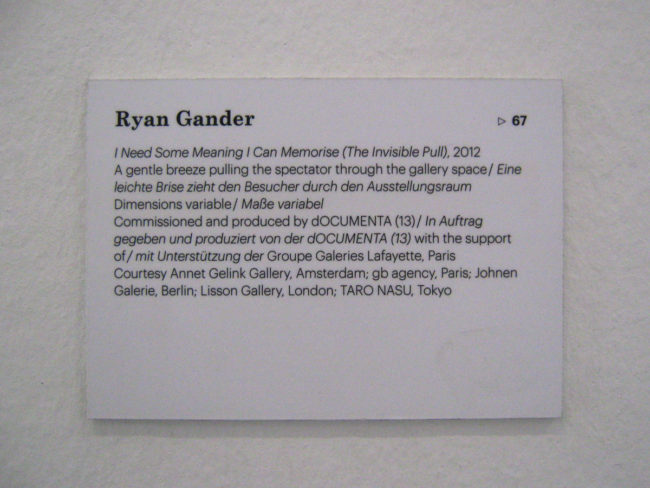 Ryan Gander ▷ 67
I Need Some Meaning I Can Memorise (The Invisible Pull), 2012
A gentle breeze pulling the spectator through the gallery space / Eine
leichte Brise zieht den Besucher durch den Ausstellungsraum
Dimensions variable / Maße variabel
Commissioned and produced by dOCUMENTA (13) / In Auftrag
gegeben und produziert von der dOCUMENTA (13) with the support
of / mit Unterstützung der Groupe Galeries Lafayette, Paris
Courtesy Annet Gelink Gallery, Amsterdam; gb agency, Paris; Johnen
Galerie, Berlin; Lisson Gallery, London; TARO NASU, Tokyo